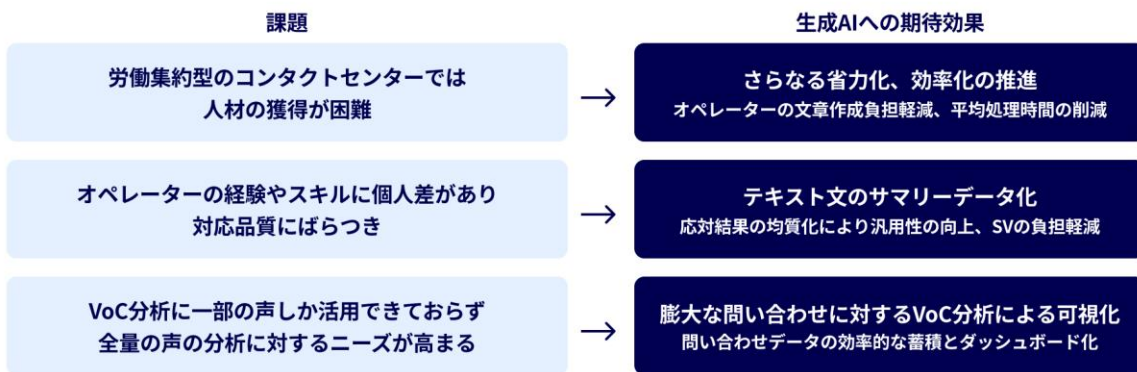 課題
生成AIへの期待効果
労働集約型のコンタクトセンターでは
人材の獲得が困難
→
さらなる省力化、効率化の推進
オペレーターの文章作成負担軽減、平均処理時間の削減
オペレーターの経験やスキルに個人差があり
対応品質にばらつき
→
テキスト文のサマリーデータ化
応対結果の均質化により汎用性の向上、SVの負担軽減
VoC分析に一部の声しか活用できておらず
全量の声の分析に対するニーズが高まる
→
膨大な問い合わせに対するVoC分析による可視化
問い合わせデータの効率的な蓄積とダッシュボード化